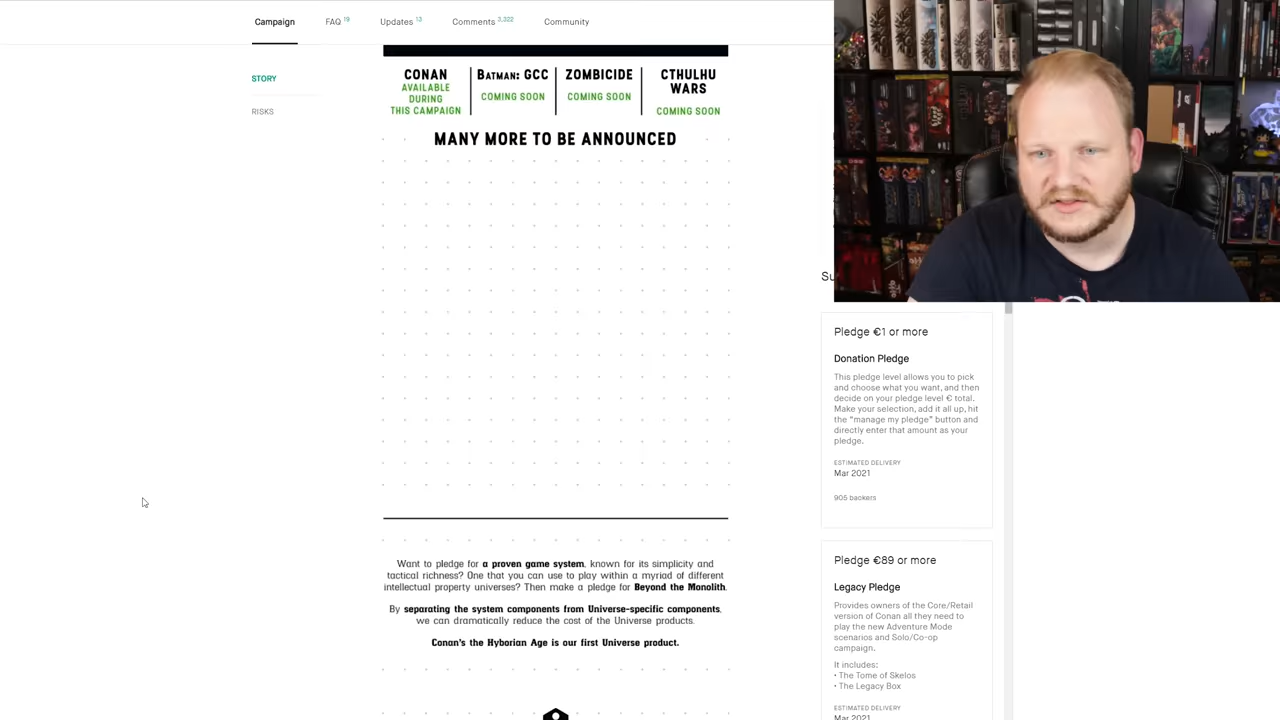 Campaign
FAQ 19
Updates 13
Comments 3,322
Community
STORY
RISKS
CONAN
AVAILABLE
DURING
THIS CAMPAIGN
BATMAN: GCC
COMING SOON
ZOMBICIDE
COMING SOON
CTHULHU
WARS
COMING SOON
MANY MORE TO BE ANNOUNCED
Want to pledge for a proven game system, known for its simplicity and
tactical richness? One that you can use to play within a myriad of different
intellectual property universes? Then make a pledge for Beyond the Monolith.
By separating the system components from Universe-specific components,
we can dramatically reduce the cost of the Universe products.
Conan's the Hyborian Age is our first Universe product.
Su
Pledge €1 or more
Donation Pledge
This pledge level allows you to pick
and choose what you want, and then
decide on your pledge level € total.
Make your selection, add it all up, hit
the "manage my pledge" button and
directly enter that amount as your
pledge.
ESTIMATED DELIVERY
Mar 2021
905 backers
Pledge €89 or more
Legacy Pledge
Provides owners of the Core/Retail
version of Conan all they need to
play the new Adventure Mode
scenarios and Solo/Co-op
campaign.
It includes:
• The Tome of Skelos
• The Legacy Box
ESTIMATED DELIVERY
Mar 2021